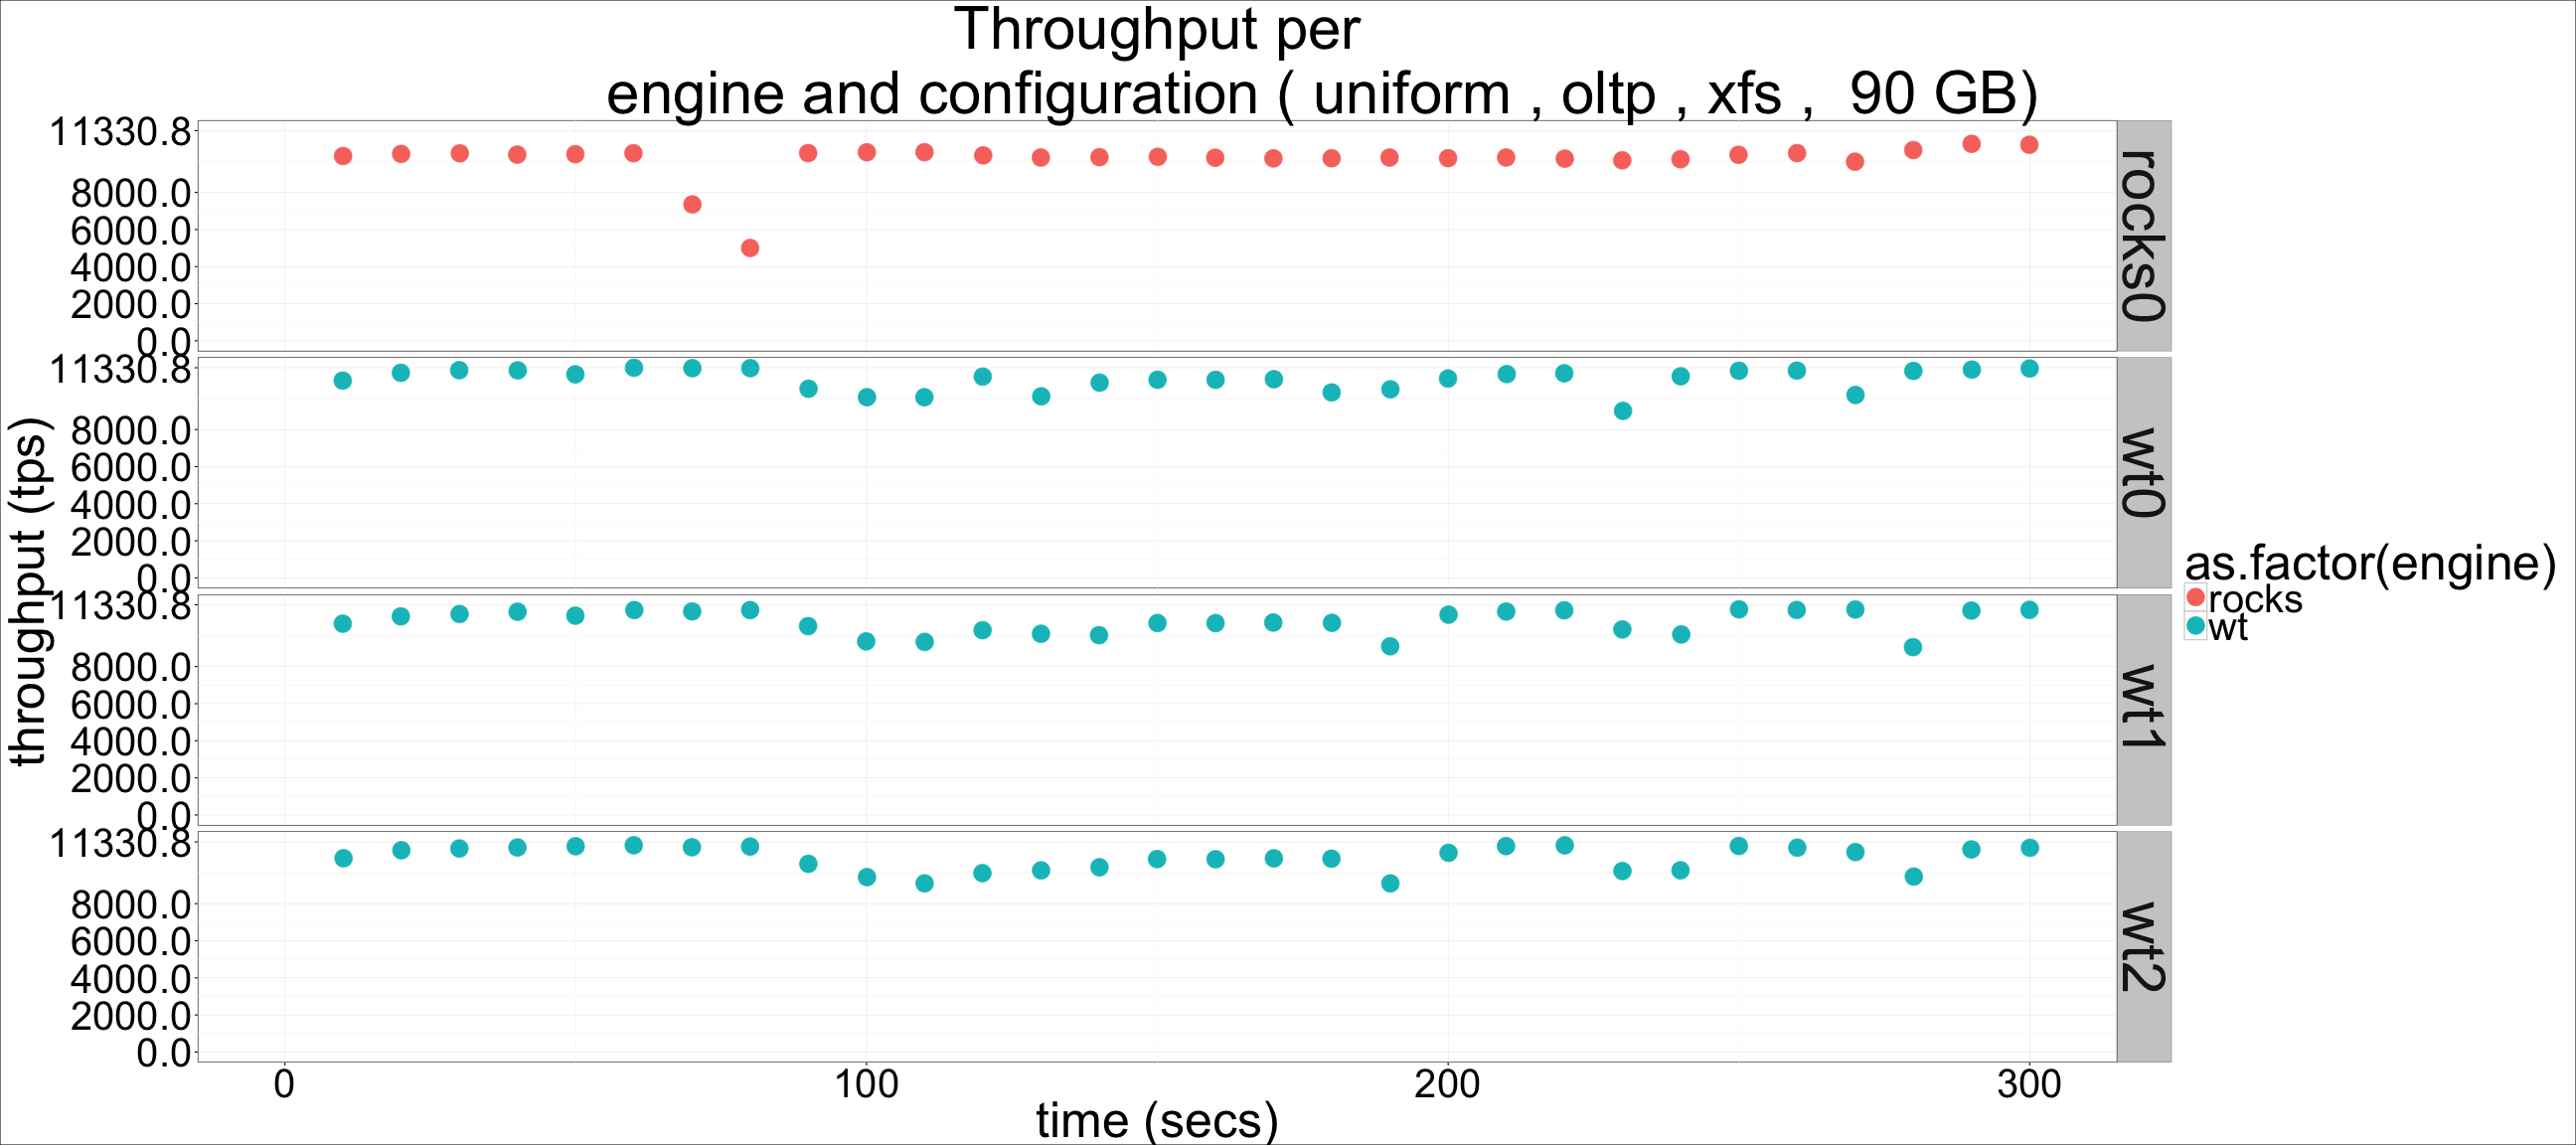 Throughput per
engine and configuration ( uniform , oltp , xfs ,  90 GB)
throughput (tps)
11330.8
8000.0
6000.0
4000.0
2000.0
0.0
rocks0
11330.8
8000.0
6000.0
4000.0
2000.0
0.0
wt0
11330.8
8000.0
6000.0
4000.0
2000.0
0.0
wt1
11330.8
8000.0
6000.0
4000.0
2000.0
0.0
wt2
0 100 200 300
time (secs)
as.factor(engine)
rocks
wt